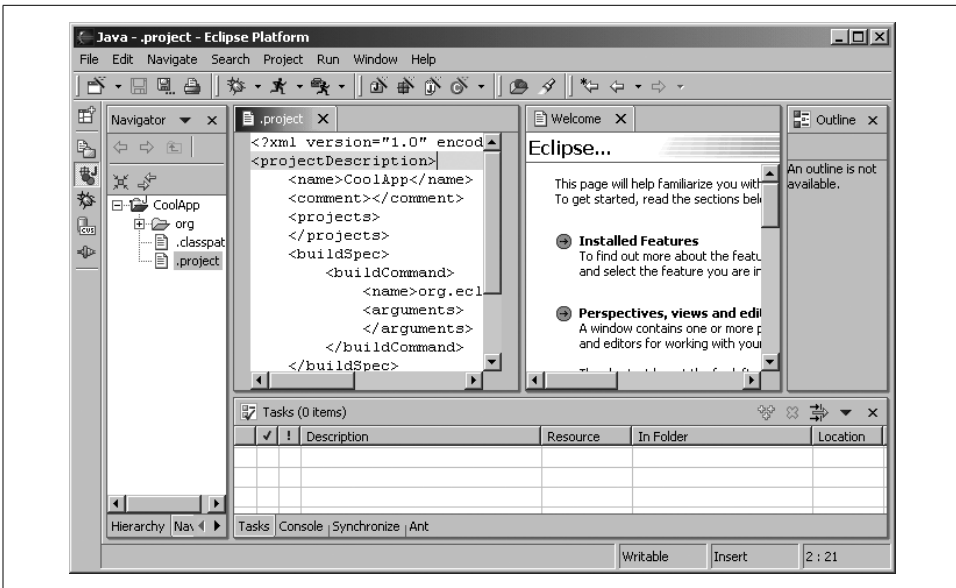 Java - .project - Eclipse Platform
File Edit Navigate Search Project Run Window Help
Navigator
CoolApp
org
.classpat
.project
.project
<?xml version="1.0" encod
<projectDescription>
<name>CoolApp</name>
<comment></comment>
<projects>
</projects>
<buildSpec>
<buildCommand>
<name>org.ecl
<arguments>
</arguments>
</buildCommand>
</buildSpec>
Welcome
Eclipse...
This page will help familiarize you with
To get started, read the sections bel
Installed Features
To find out more about the featu
and select the feature you are in
Perspectives, views and edi
A window contains one or more p
and editors for working with your
Outline
An outline is not
available.
Tasks (0 items)
! Description Resource In Folder Location
Hierarchy Nav
Tasks Console Synchronize Ant
CVS
Writable Insert 2 : 21